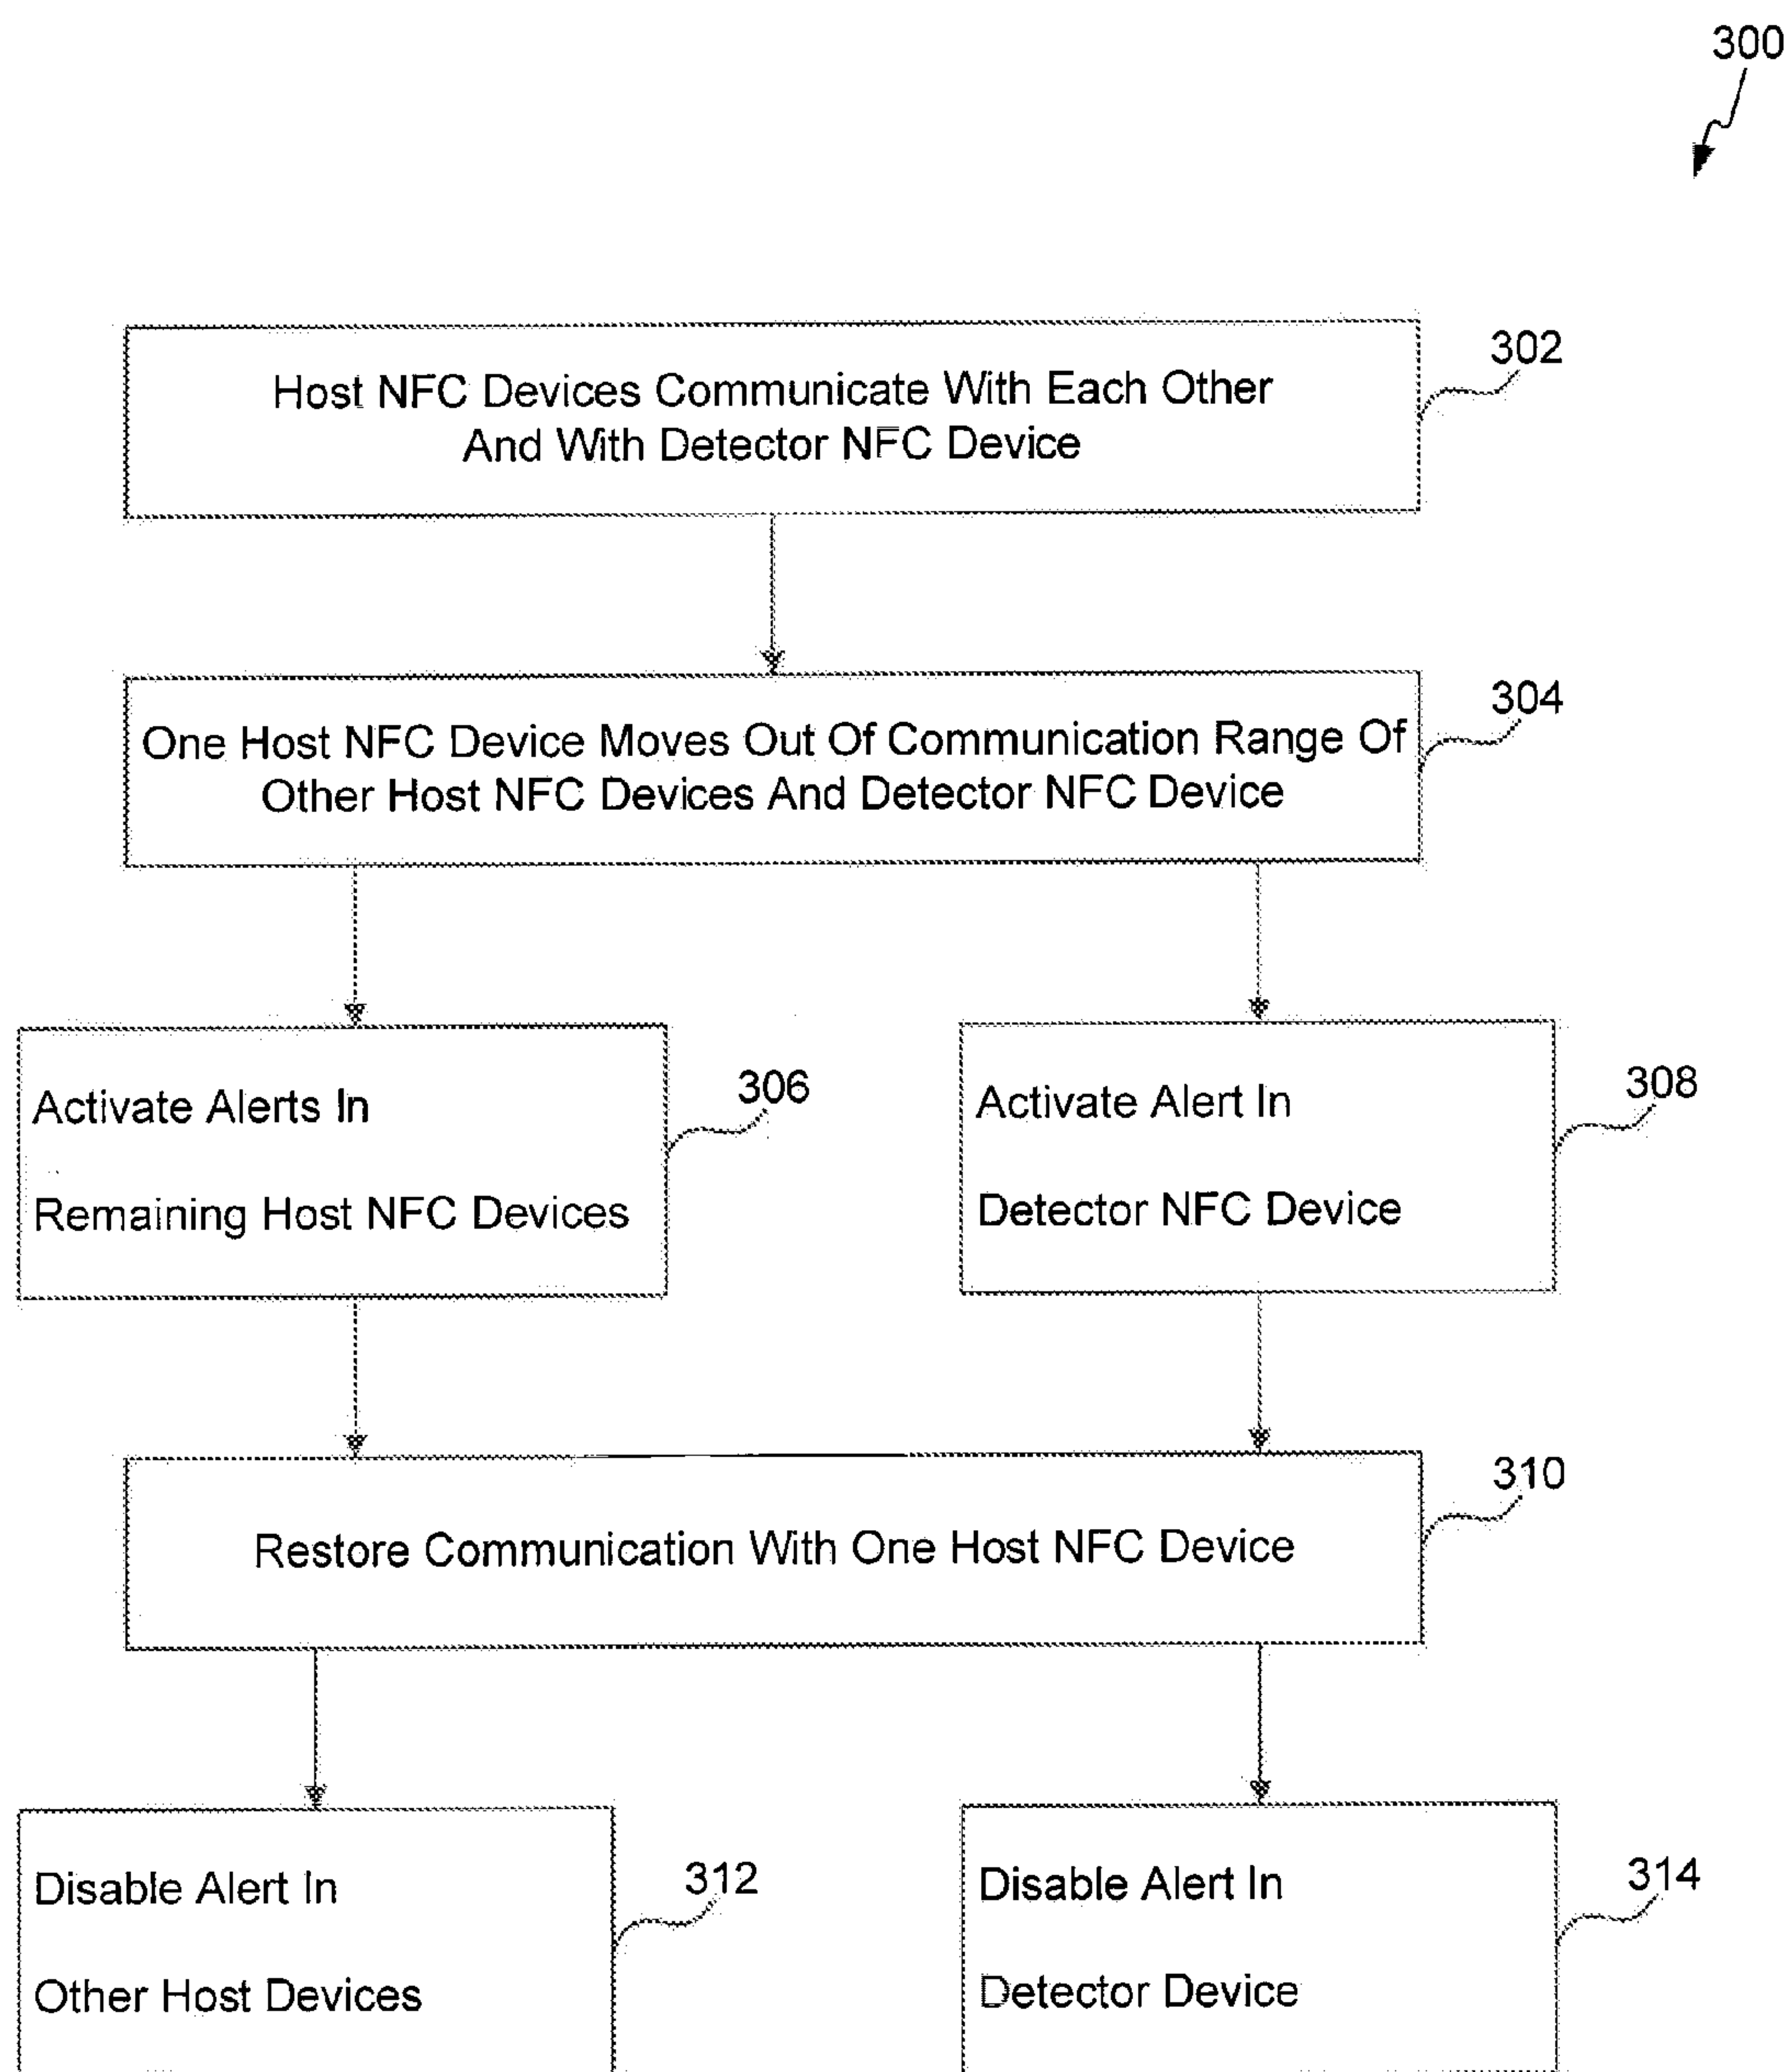 300
Host NFC Devices Communicate With Each Other
And With Detector NFC Device
302
One Host NFC Device Moves Out Of Communication Range Of
Other Host NFC Devices And Detector NFC Device
304
Activate Alerts In
Remaining Host NFC Devices
306
Activate Alert In
Detector NFC Device
308
Restore Communication With One Host NFC Device
310
Disable Alert In
Other Host Devices
312
Disable Alert In
Detector Device
314